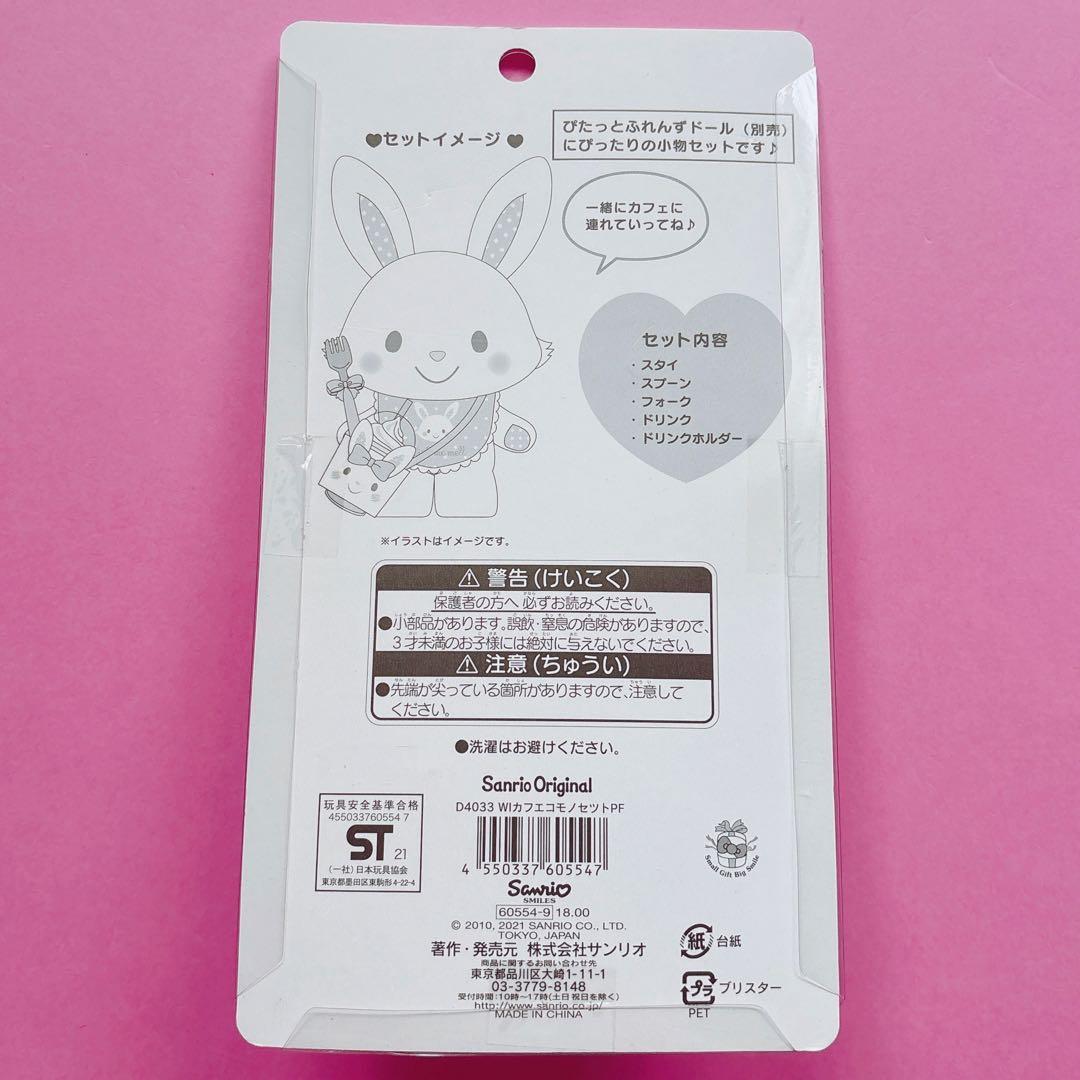 ♥セットイメージ♥
ぴたっとふれんずドール（別売）
にぴったりの小物セットです♪
一緒にカフェに
連れていってね♪
セット内容
・スタイ
・スプーン
・フォーク
・ドリンク
・ドリンクホルダー
※イラストはイメージです。
⚠ 警告（けいこく）
保護者の方へ 必ずお読みください。
●小部品があります。誤飲・窒息の危険がありますので、
3才未満のお子様には絶対に与えないでください。
⚠ 注意（ちゅうい）
●先端が尖っている箇所がありますので、注意して
ください。
●洗濯はお避けください。
Sanrio Original
D4033 WIカフエコモノセツトPF
4 550337 605547
玩具安全基準合格
455033760554 7
ST 21
（一社）日本玩具協会
東京都墨田区東駒形4-22-4
Small Gift Big Smile
Sanrio
SMILES
60554-9 18.00
© 2010, 2021 SANRIO CO., LTD.
TOKYO, JAPAN
著作・発売元 株式会社サンリオ
商品に関するお問い合わせ先
東京都品川区大崎1-11-1
03-3779-8148
受付時間：10時〜17時（土日祝日を除く）
http://www.sanrio.co.jp/
MADE IN CHINA
紙 台紙
プラ ブリスター
PET